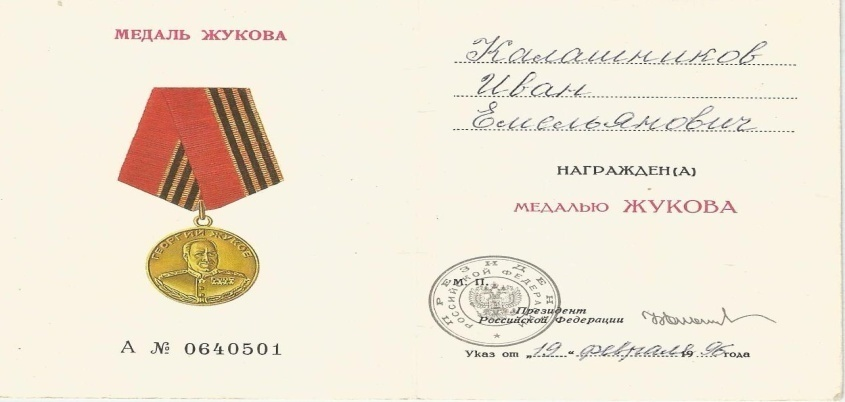 МЕДАЛЬ ЖУКОВА
ГЕОРГИЙ ЖУКОВ
А № 0640501
Калашников
Иван
Емельянович
НАГРАЖДЕН(А)
МЕДАЛЬЮ ЖУКОВА
ПРЕЗИДЕНТ
РОССИЙСКОЙ ФЕДЕРАЦИИ
М. П.
Президент
Российской Федерации
Указ от „19“ февраля 1996 года